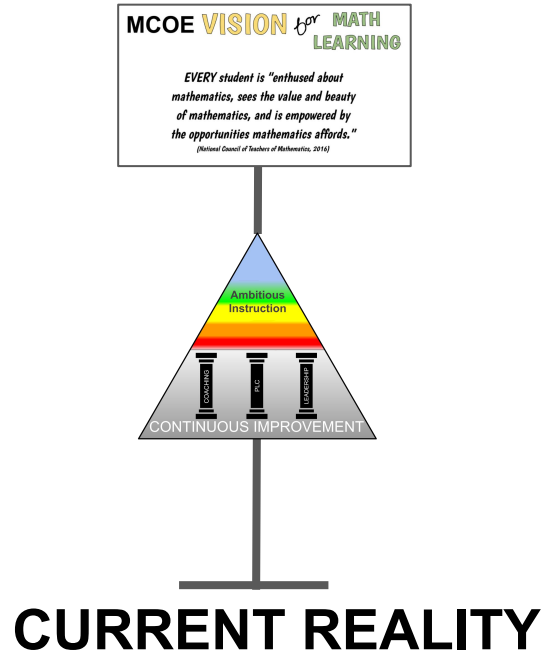 MCOE VISION for MATH
LEARNING
EVERY student is "enthused about
mathematics, sees the value and beauty
of mathematics, and is empowered by
the opportunities mathematics affords."
(National Council of Teachers of Mathematics, 2016)
Ambitious
Instruction
COACHING
PLC
LEADERSHIP
CONTINUOUS IMPROVEMENT
CURRENT REALITY